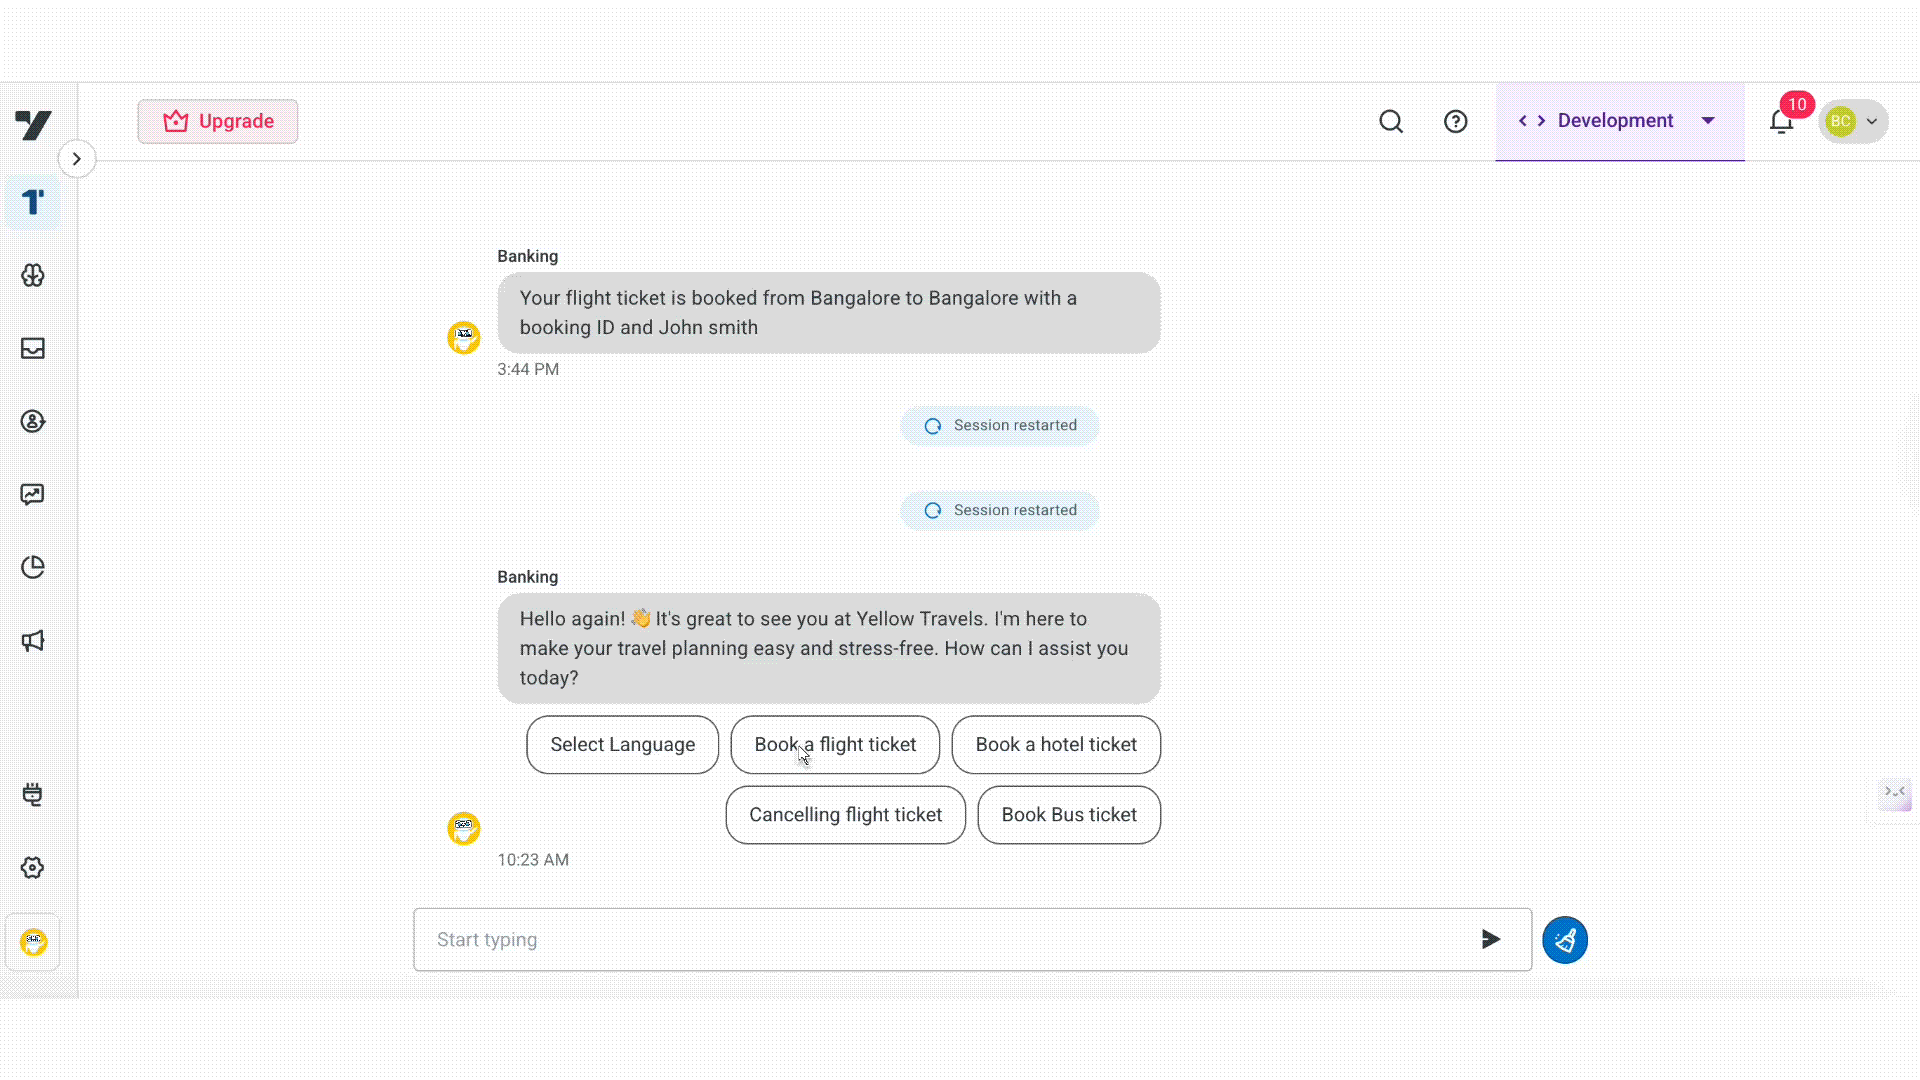 Upgrade
< > Development
10
BC
Banking
Your flight ticket is booked from Bangalore to Bangalore with a
booking ID and John smith
3:44 PM
Session restarted
Session restarted
Banking
Hello again! 👋 It's great to see you at Yellow Travels. I'm here to
make your travel planning easy and stress-free. How can I assist you
today?
Select Language
Book a flight ticket
Book a hotel ticket
Cancelling flight ticket
Book Bus ticket
10:23 AM
Start typing